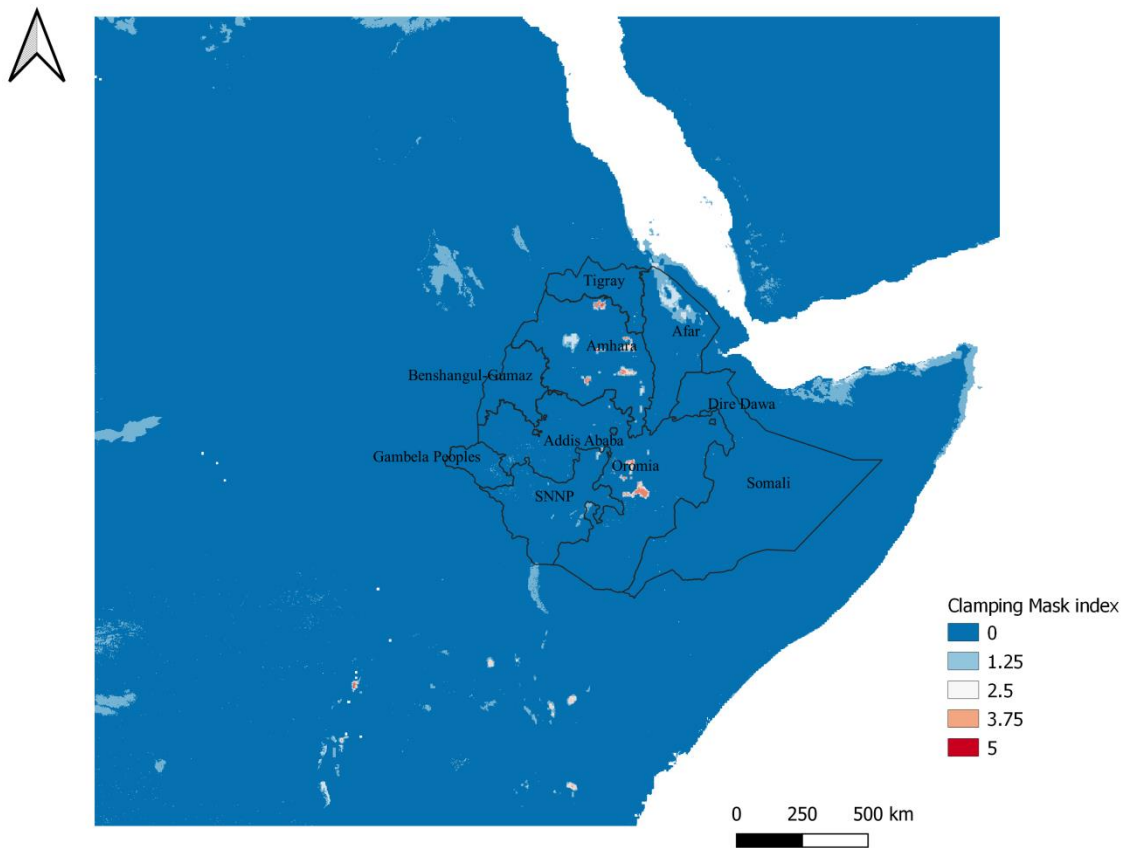 Tigray
Afar
Amhara
Benshangul-Gumaz
Dire Dawa
Addis Ababa
Gambela Peoples
Oromia
Somali
SNNP
Clamping Mask index
0
1.25
2.5
3.75
5
0 250 500 km